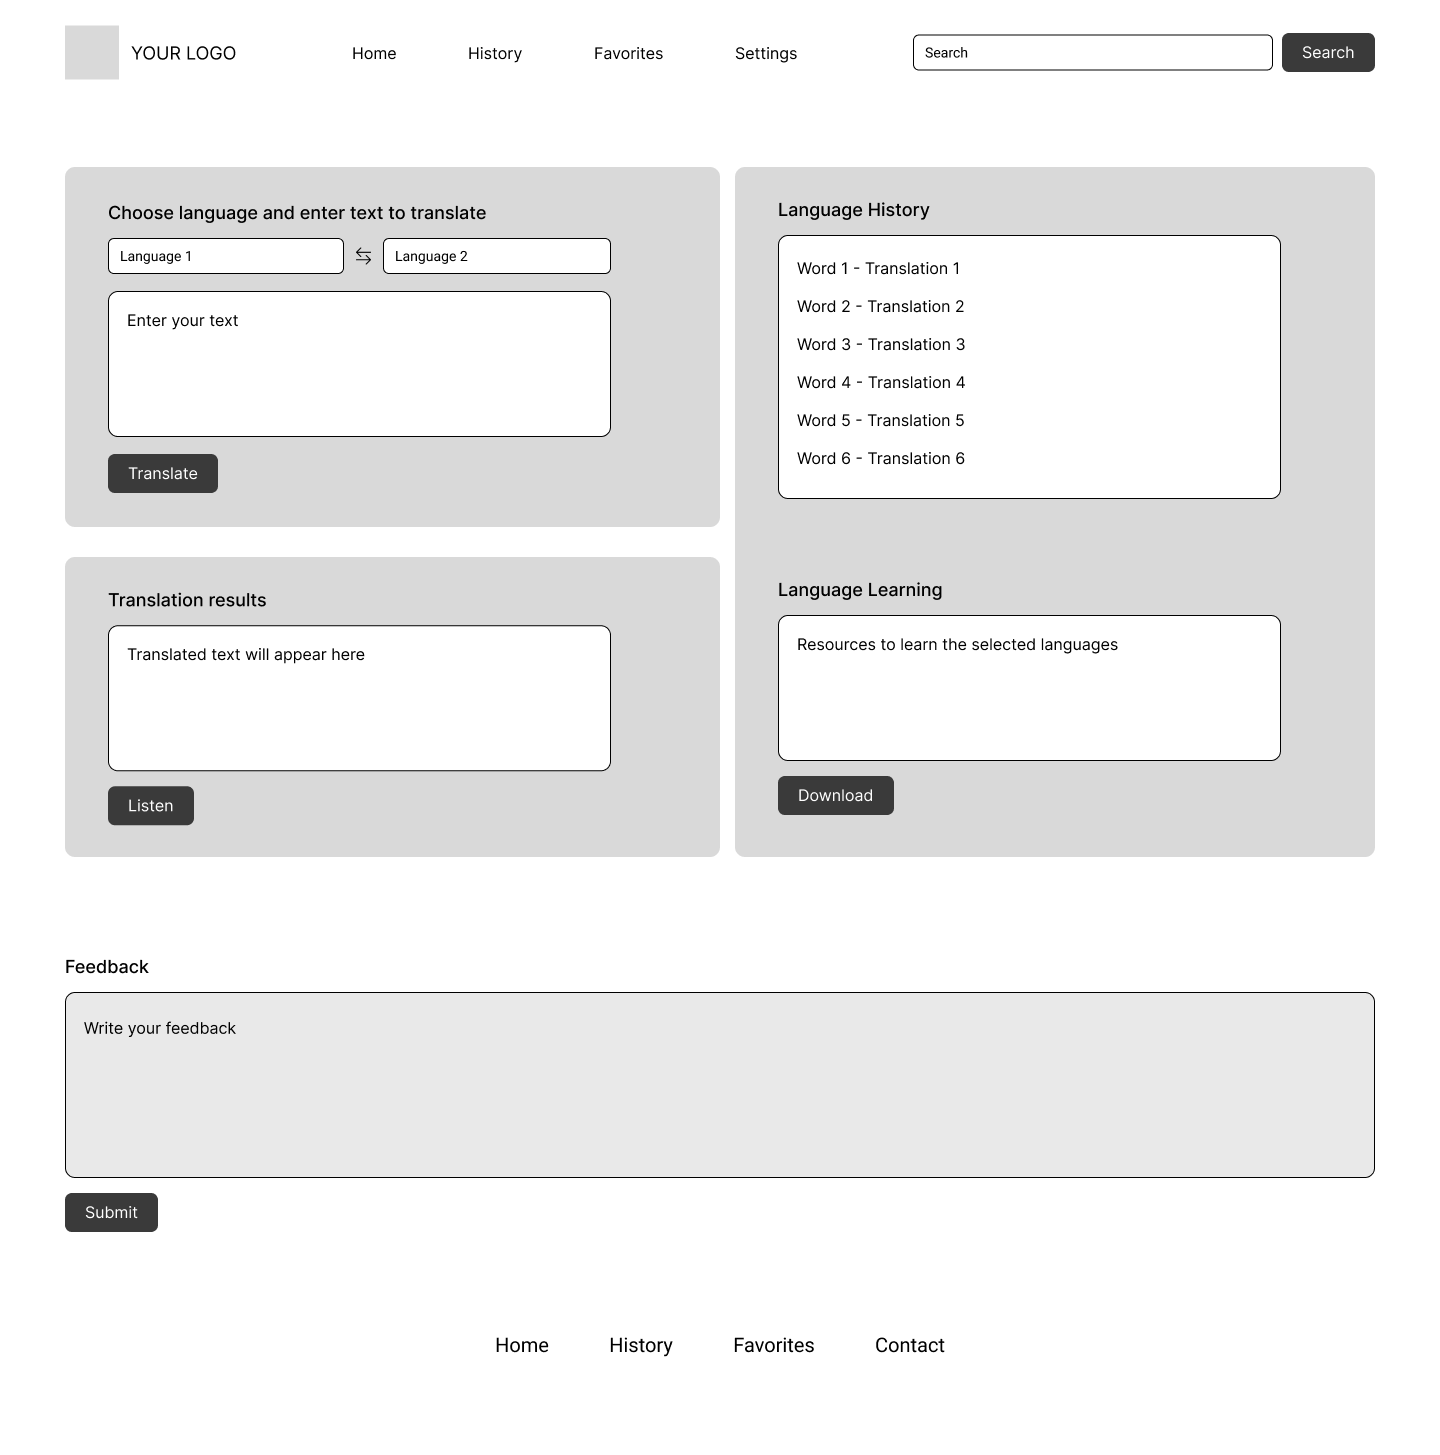 YOUR LOGO
Home
History
Favorites
Settings
Search
Search
Choose language and enter text to translate
Language 1
Language 2
Enter your text
Translate
Translation results
Translated text will appear here
Listen
Language History
Word 1 - Translation 1
Word 2 - Translation 2
Word 3 - Translation 3
Word 4 - Translation 4
Word 5 - Translation 5
Word 6 - Translation 6
Language Learning
Resources to learn the selected languages
Download
Feedback
Write your feedback
Submit
Home
History
Favorites
Contact